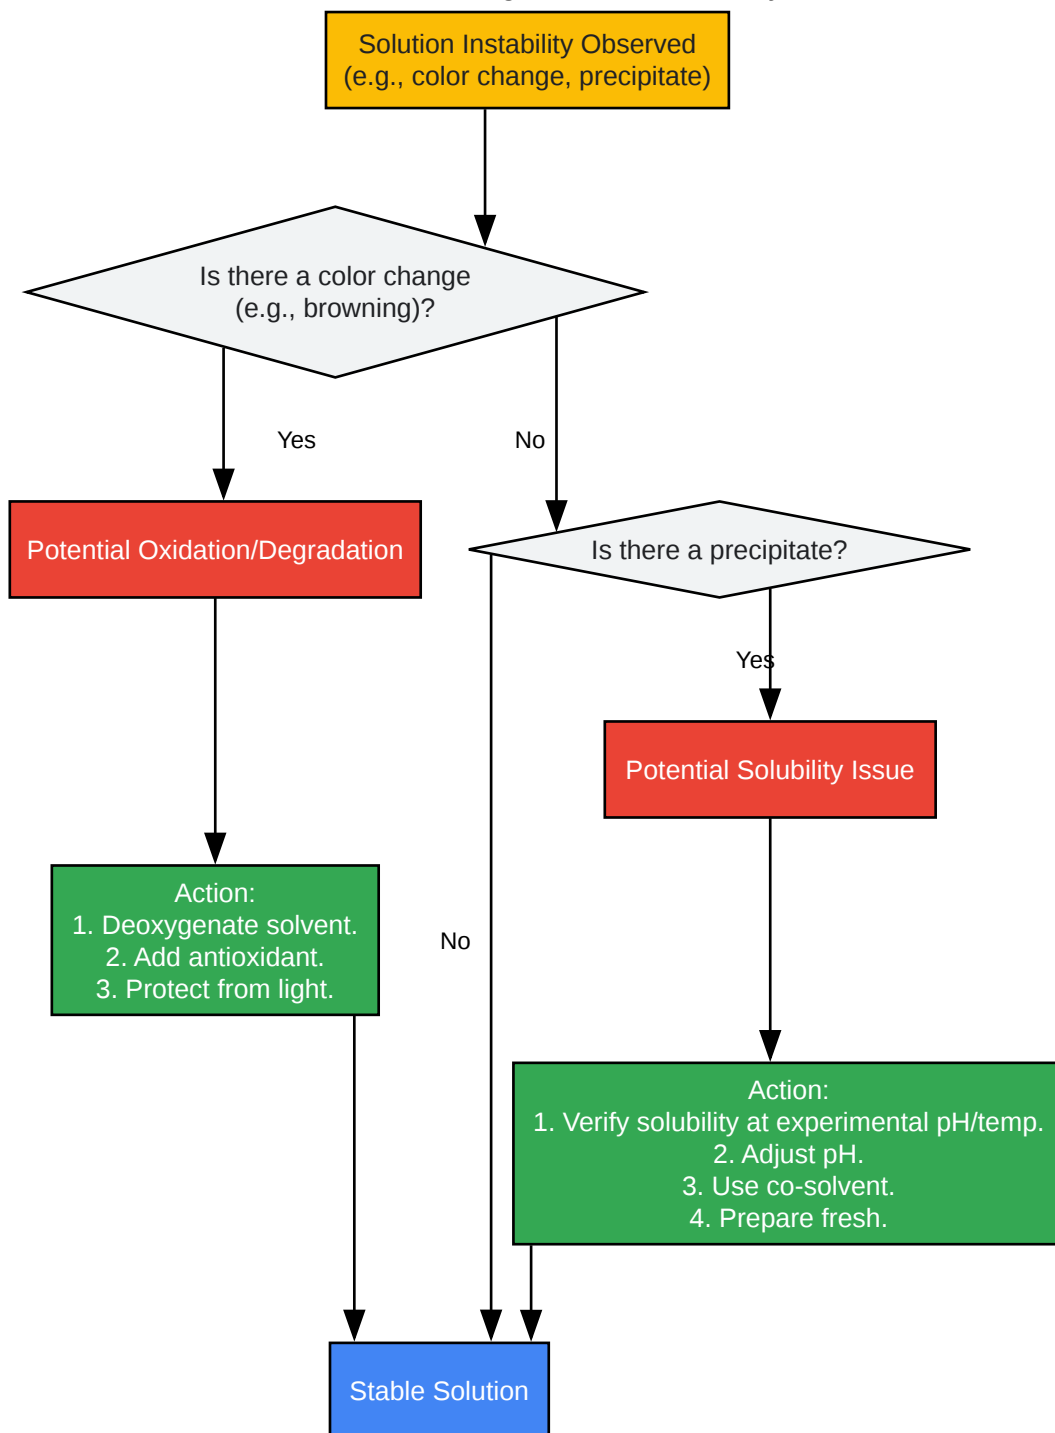 Solution Instability Observed
(e.g., color change, precipitate)
Is there a color change
(e.g., browning)?
Yes
No
Potential Oxidation/Degradation
Is there a precipitate?
Yes
Potential Solubility Issue
Action:
1. Deoxygenate solvent.
2. Add antioxidant.
3. Protect from light.
No
Action:
1. Verify solubility at experimental pH/temp.
2. Adjust pH.
3. Use co-solvent.
4. Prepare fresh.
Stable Solution